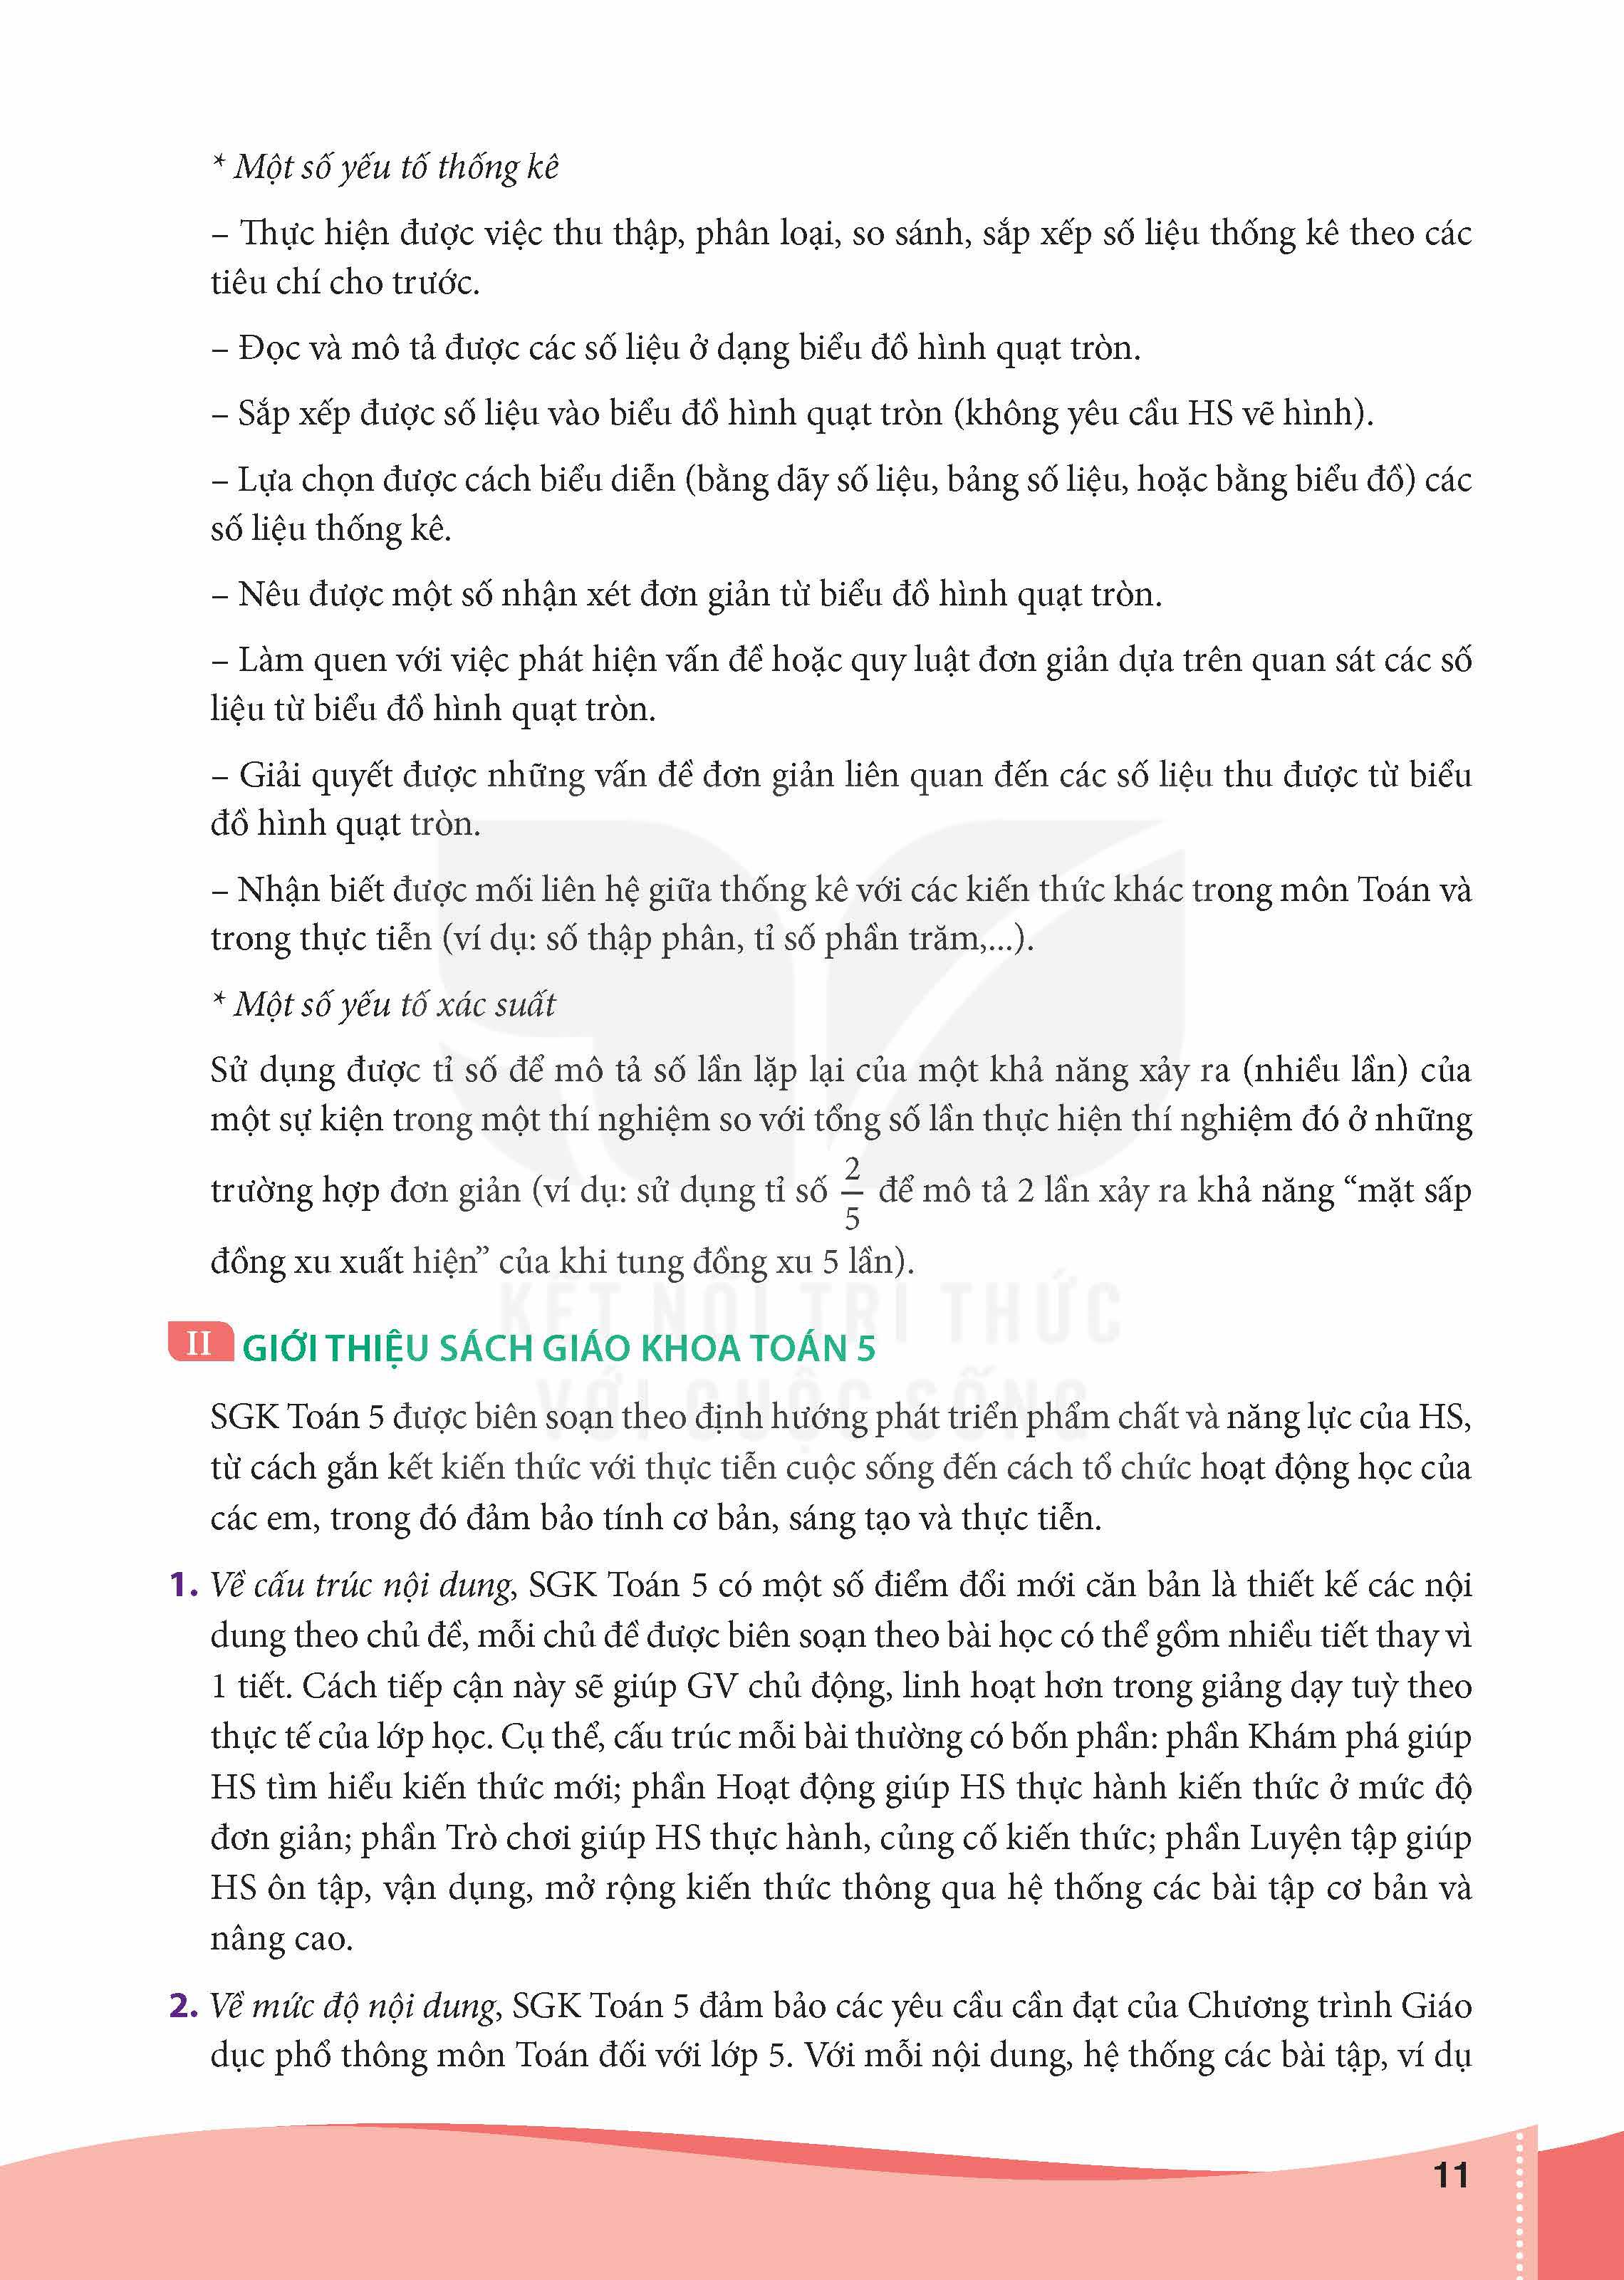 * Một số yếu tố thống kê
– Thực hiện được việc thu thập, phân loại, so sánh, sắp xếp số liệu thống kê theo các
tiêu chí cho trước.
– Đọc và mô tả được các số liệu ở dạng biểu đồ hình quạt tròn.
– Sắp xếp được số liệu vào biểu đồ hình quạt tròn (không yêu cầu HS vẽ hình).
– Lựa chọn được cách biểu diễn (bằng dãy số liệu, bảng số liệu, hoặc bằng biểu đồ) các
số liệu thống kê.
– Nêu được một số nhận xét đơn giản từ biểu đồ hình quạt tròn.
– Làm quen với việc phát hiện vấn đề hoặc quy luật đơn giản dựa trên quan sát các số
liệu từ biểu đồ hình quạt tròn.
– Giải quyết được những vấn đề đơn giản liên quan đến các số liệu thu được từ biểu
đồ hình quạt tròn.
– Nhận biết được mối liên hệ giữa thống kê với các kiến thức khác trong môn Toán và
trong thực tiễn (ví dụ: số thập phân, tỉ số phần trăm,...).
* Một số yếu tố xác suất
Sử dụng được tỉ số để mô tả số lần lặp lại của một khả năng xảy ra (nhiều lần) của
một sự kiện trong một thí nghiệm so với tổng số lần thực hiện thí nghiệm đó ở những
trường hợp đơn giản (ví dụ: sử dụng tỉ số 2/5 để mô tả 2 lần xảy ra khả năng “mặt sấp
đồng xu xuất hiện” của khi tung đồng xu 5 lần).
KẾT NỐI TRI THỨC
II GIỚI THIỆU SÁCH GIÁO KHOA TOÁN 5
VỚI CUỘC SỐNG
SGK Toán 5 được biên soạn theo định hướng phát triển phẩm chất và năng lực của HS,
từ cách gắn kết kiến thức với thực tiễn cuộc sống đến cách tổ chức hoạt động học của
các em, trong đó đảm bảo tính cơ bản, sáng tạo và thực tiễn.
1. Về cấu trúc nội dung, SGK Toán 5 có một số điểm đổi mới căn bản là thiết kế các nội
dung theo chủ đề, mỗi chủ đề được biên soạn theo bài học có thể gồm nhiều tiết thay vì
1 tiết. Cách tiếp cận này sẽ giúp GV chủ động, linh hoạt hơn trong giảng dạy tuỳ theo
thực tế của lớp học. Cụ thể, cấu trúc mỗi bài thường có bốn phần: phần Khám phá giúp
HS tìm hiểu kiến thức mới; phần Hoạt động giúp HS thực hành kiến thức ở mức độ
đơn giản; phần Trò chơi giúp HS thực hành, củng cố kiến thức; phần Luyện tập giúp
HS ôn tập, vận dụng, mở rộng kiến thức thông qua hệ thống các bài tập cơ bản và
nâng cao.
2. Về mức độ nội dung, SGK Toán 5 đảm bảo các yêu cầu cần đạt của Chương trình Giáo
dục phổ thông môn Toán đối với lớp 5. Với mỗi nội dung, hệ thống các bài tập, ví dụ
11